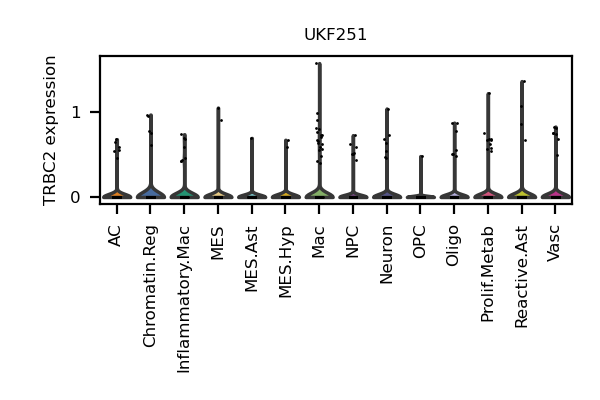 UKF251
TRBC2 expression
1
0
AC
Chromatin.Reg
Inflammatory.Mac
MES
MES.Ast
MES.Hyp
Mac
NPC
Neuron
OPC
Oligo
Prolif.Metab
Reactive.Ast
Vasc